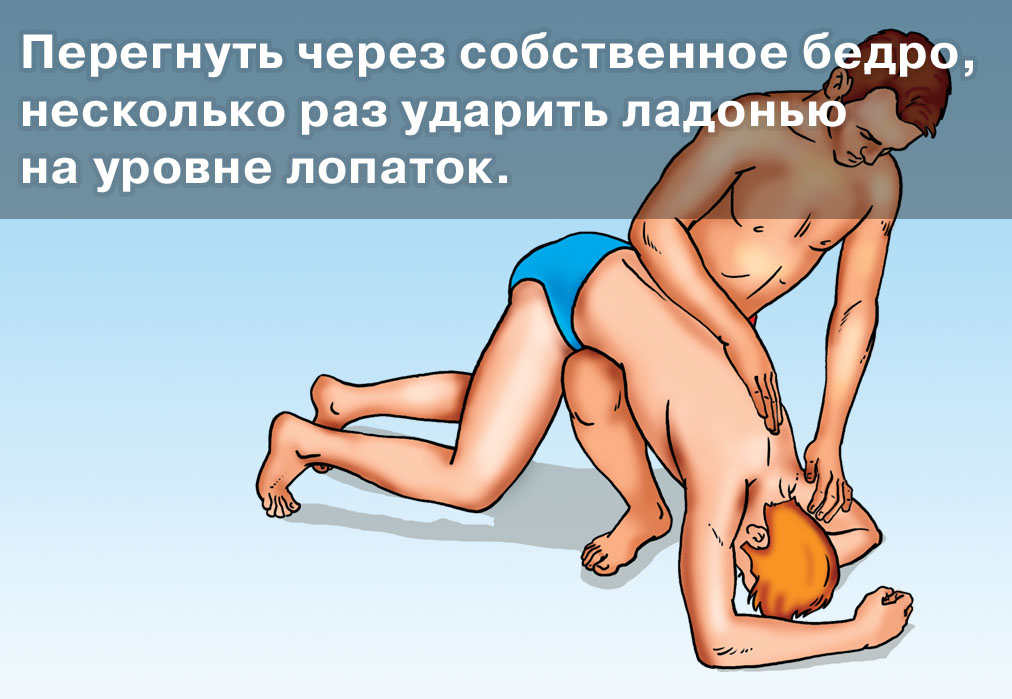 Перегнуть через собственное бедро,
несколько раз ударить ладонью
на уровне лопаток.